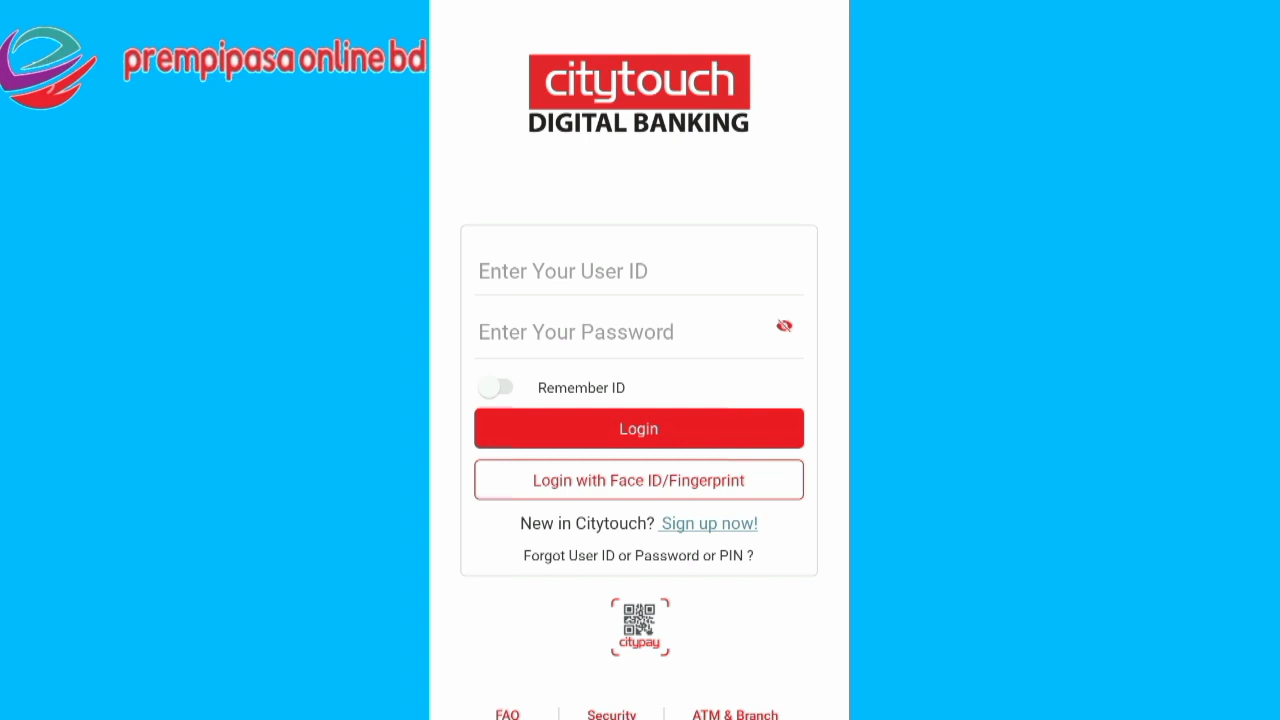 prempipasa online bd
citytouch
DIGITAL BANKING
Enter Your User ID
Enter Your Password
Remember ID
Login
Login with Face ID/Fingerprint
New in Citytouch? Sign up now!
Forgot User ID or Password or PIN ?
citypay
FAQ
Security
ATM & Branch